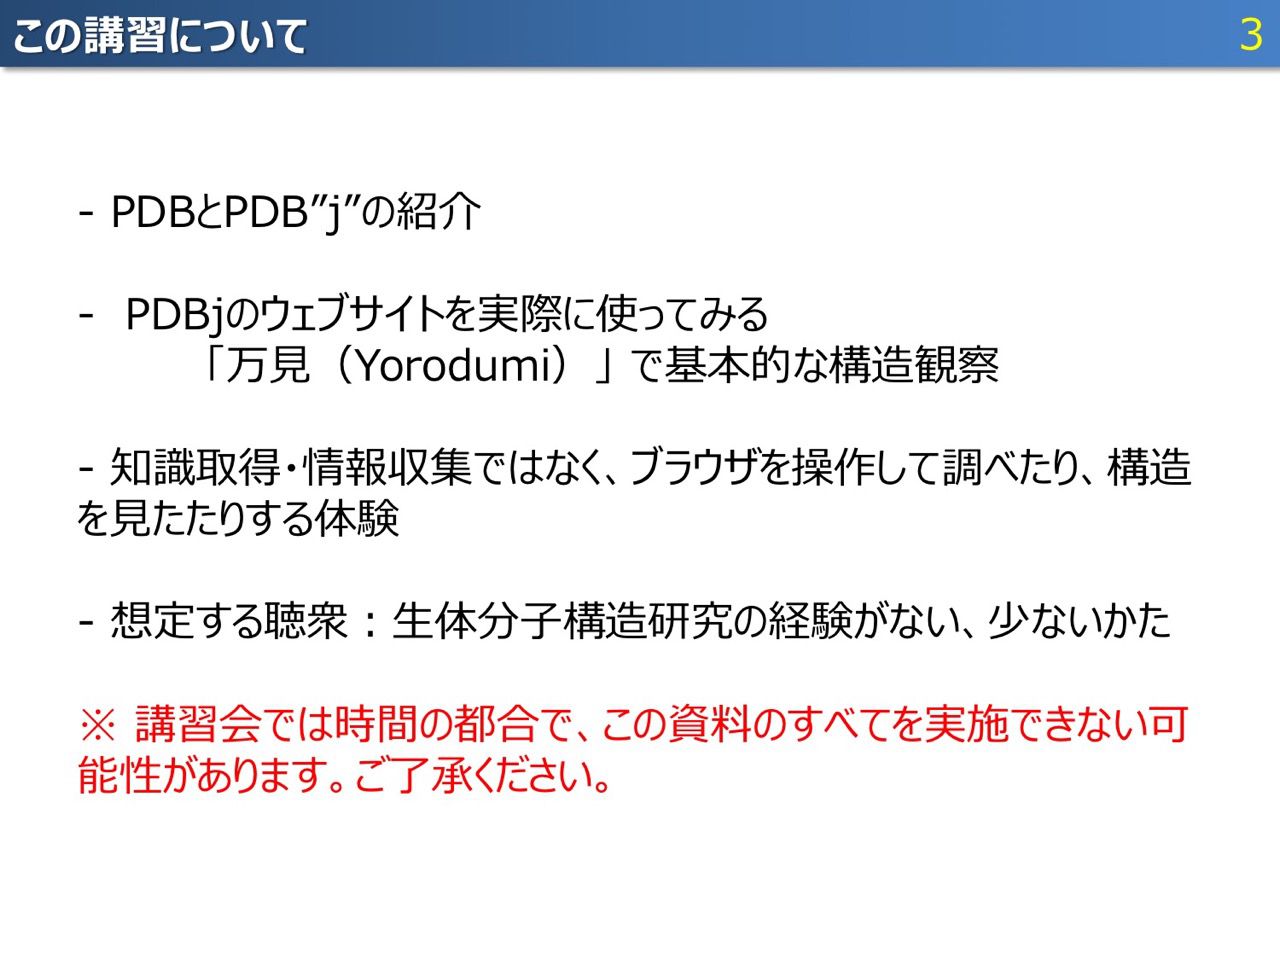 この講習について
3
- PDBとPDB”j”の紹介
- PDBjのウェブサイトを実際に使ってみる
「万見（Yorodumi）」で基本的な構造観察
- 知識取得・情報収集ではなく、ブラウザを操作して調べたり、構造
を見たたりする体験
- 想定する聴衆：生体分子構造研究の経験がない、少ないかた
※ 講習会では時間の都合で、この資料のすべてを実施できない可
能性があります。ご了承ください。